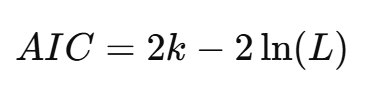 AIC = 2k − 2 ln(L)